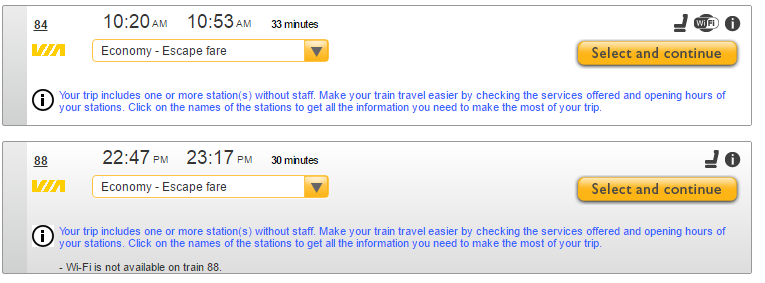 84 10:20 AM 10:53 AM 33 minutes WiFi
Economy - Escape fare Select and continue
Your trip includes one or more station(s) without staff. Make your train travel easier by checking the services offered and opening hours of
your stations. Click on the names of the stations to get all the information you need to make the most of your trip.
88 22:47 PM 23:17 PM 30 minutes
Economy - Escape fare Select and continue
Your trip includes one or more station(s) without staff. Make your train travel easier by checking the services offered and opening hours of
your stations. Click on the names of the stations to get all the information you need to make the most of your trip.
- Wi-Fi is not available on train 88.